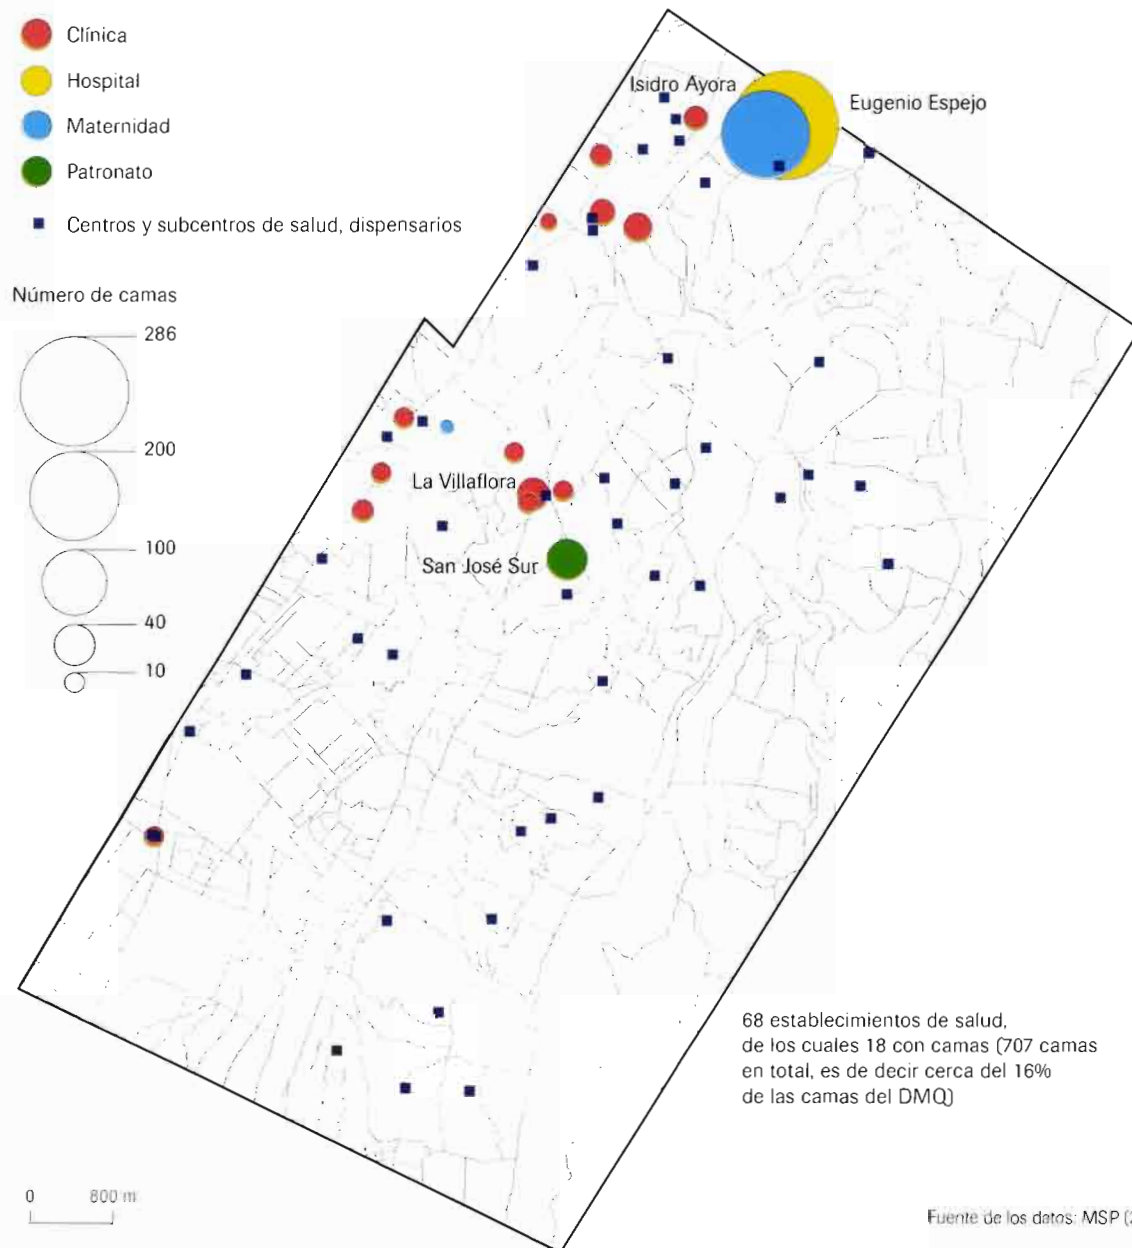 Clínica
Hospital
Maternidad
Patronato
Centros y subcentros de salud, dispensarios
Número de camas
286
200
100
40
10
Isidro Ayora
Eugenio Espejo
La Villaflora
San José Sur
68 establecimientos de salud,
de los cuales 18 con camas (707 camas
en total, es de decir cerca del 16%
de las camas del DMQ)
0 800 m
Fuente de los datos: MSP (2